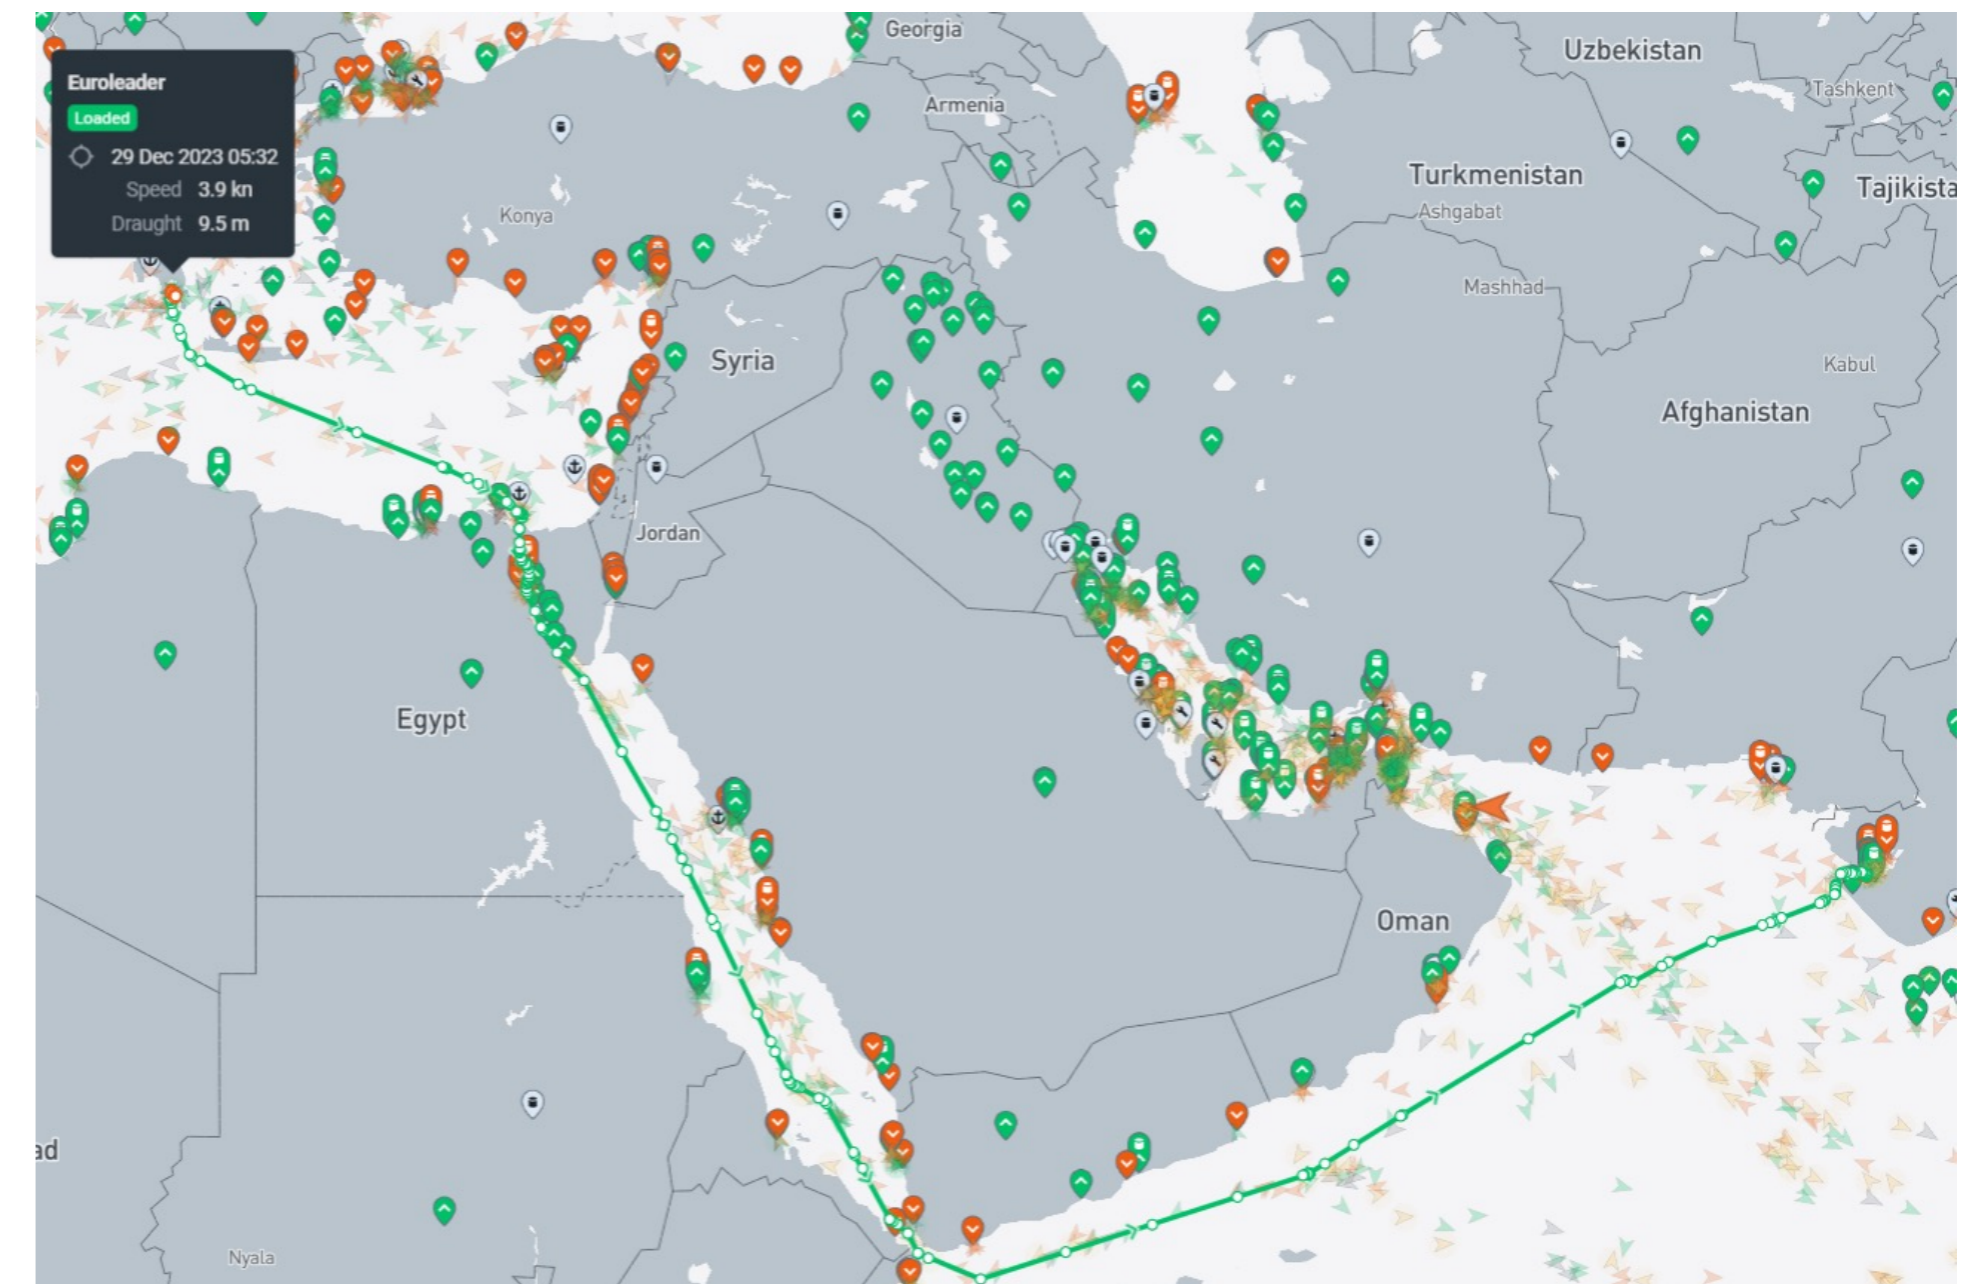 Georgia
Uzbekistan
Euroleader
Tashkent
Armenia
Loaded
29 Dec 2023 05:32
Turkmenistan
Tajikista
Speed 3.9 kn
Ashgabat
Konya
Draught 9.5 m
Mashhad
Syria
Kabul
Afghanistan
Jordan
Egypt
Oman
ad
Nyala